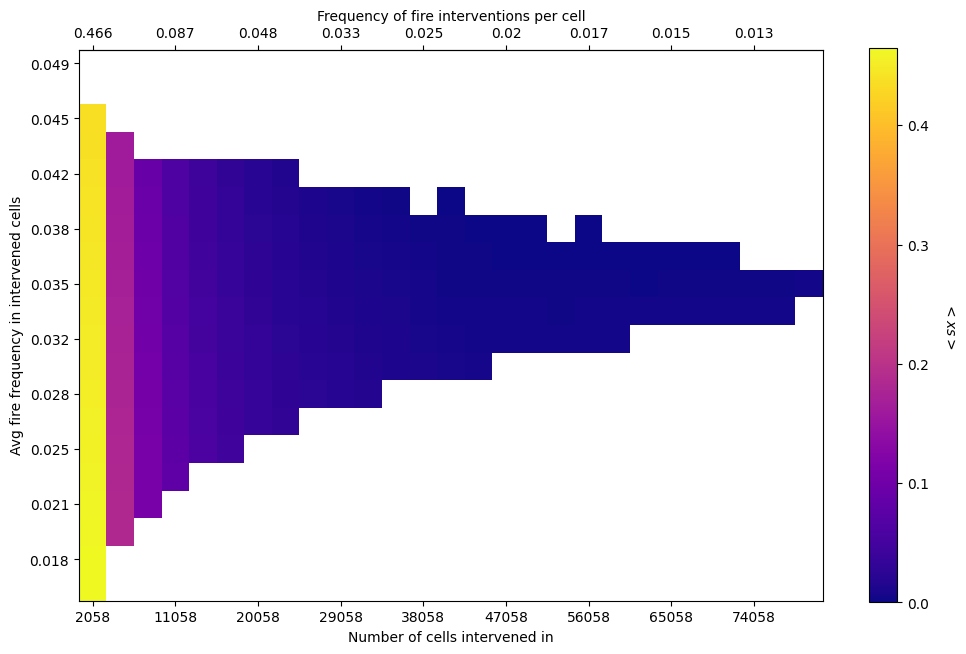 Frequency of fire interventions per cell
0.466 0.087 0.048 0.033 0.025 0.02 0.017 0.015 0.013
0.049
0.045
0.042
0.038
0.035
0.032
0.028
0.025
0.021
0.018
Avg fire frequency in intervened cells
2058 11058 20058 29058 38058 47058 56058 65058 74058
Number of cells intervened in
0.4
0.3
0.2
0.1
0.0
< sx >